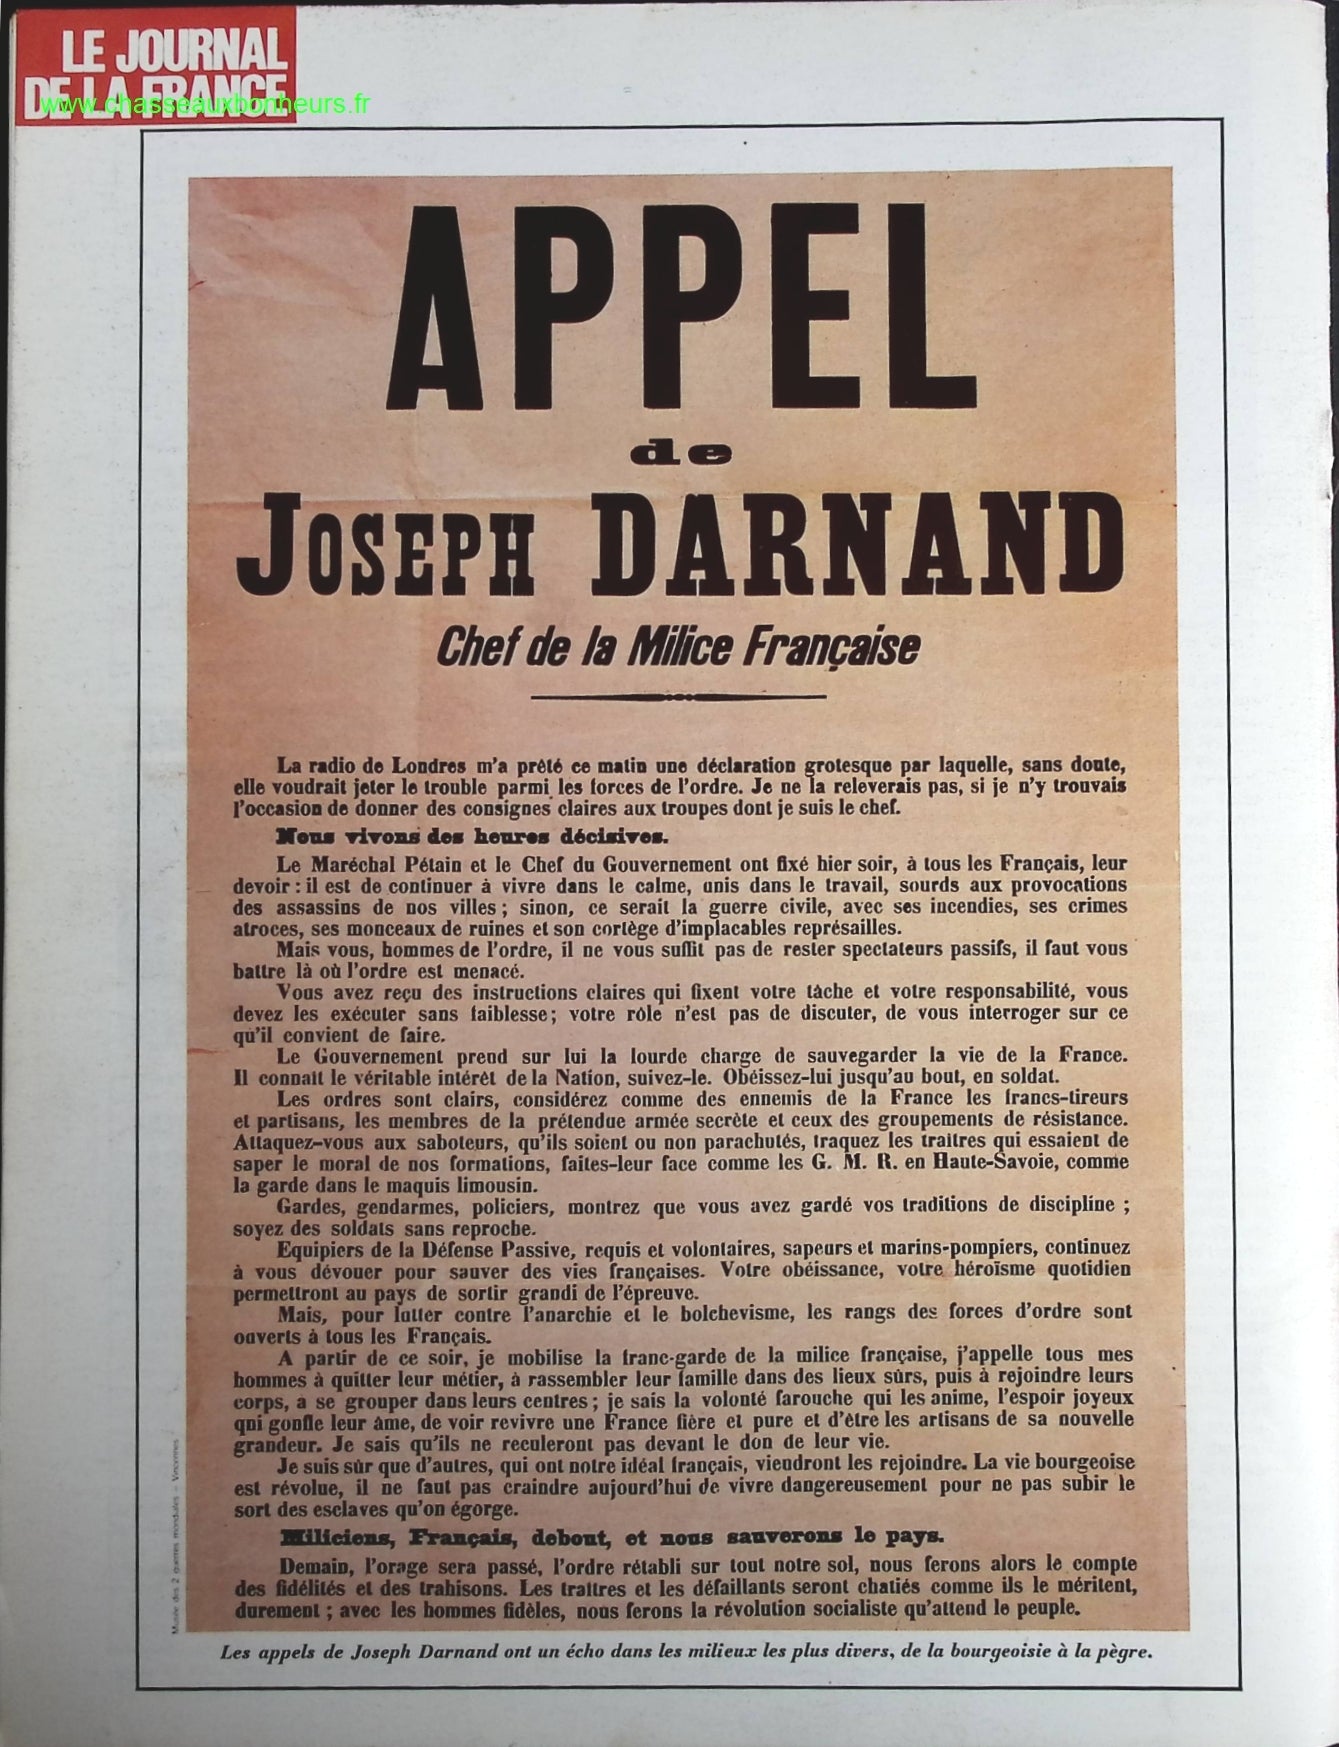 LE JOURNAL
DE LA FRANCE
www.chasseauxbonheurs.fr
APPEL
de
JOSEPH DARNAND
Chef de la Milice Française
La radio de Londres m'a prêté ce matin une déclaration grotesque par laquelle, sans doute,
elle voudrait jeter le trouble parmi les forces de l'ordre. Je ne la releverais pas, si je n'y trouvais
l'occasion de donner des consignes claires aux troupes dont je suis le chef.
Nous vivons des heures décisives.
Le Maréchal Pétain et le Chef du Gouvernement ont fixé hier soir, à tous les Français, leur
devoir : il est de continuer à vivre dans le calme, unis dans le travail, sourds aux provocations
des assassins de nos villes ; sinon, ce serait la guerre civile, avec ses incendies, ses crimes
atroces, ses monceaux de ruines et son cortège d'implacables représailles.
Mais vous, hommes de l'ordre, il ne vous suffit pas de rester spectateurs passifs, il faut vous
battre là où l'ordre est menacé.
Vous avez reçu des instructions claires qui fixent votre tâche et votre responsabilité, vous
devez les exécuter sans faiblesse ; votre rôle n'est pas de discuter, de vous interroger sur ce
qu'il convient de faire.
Le Gouvernement prend sur lui la lourde charge de sauvegarder la vie de la France.
Il connaît le véritable intérêt de la Nation, suivez-le. Obéissez-lui jusqu'au bout, en soldat.
Les ordres sont clairs, considérez comme des ennemis de la France les francs-tireurs
et partisans, les membres de la prétendue armée secrète et ceux des groupements de résistance.
Attaquez-vous aux saboteurs, qu'ils soient ou non parachutés, traquez les traîtres qui essaient de
saper le moral de nos formations, faites-leur face comme les G. M. R. en Haute-Savoie, comme
la garde dans le maquis limousin.
Gardes, gendarmes, policiers, montrez que vous avez gardé vos traditions de discipline ;
soyez des soldats sans reproche.
Equipiers de la Défense Passive, requis et volontaires, sapeurs et marins-pompiers, continuez
à vous dévouer pour sauver des vies françaises. Votre obéissance, votre héroïsme quotidien
permettront au pays de sortir grandi de l'épreuve.
Mais, pour lutter contre l'anarchie et le bolchevisme, les rangs des forces d'ordre sont
ouverts à tous les Français.
A partir de ce soir, je mobilise la franc-garde de la milice française, j'appelle tous mes
hommes à quitter leur métier, à rassembler leur famille dans des lieux sûrs, puis à rejoindre leurs
corps, a se grouper dans leurs centres ; je sais la volonté farouche qui les anime, l'espoir joyeux
qui gonfle leur âme, de voir revivre une France fière et pure et d'être les artisans de sa nouvelle
grandeur. Je sais qu'ils ne reculeront pas devant le don de leur vie.
Je suis sûr que d'autres, qui ont notre idéal français, viendront les rejoindre. La vie bourgeoise
est révolue, il ne faut pas craindre aujourd'hui de vivre dangereusement pour ne pas subir le
sort des esclaves qu'on égorge.
Miliciens, Français, debout, et nous sauverons le pays.
Demain, l'orage sera passé, l'ordre rétabli sur tout notre sol, nous ferons alors le compte
des fidélités et des trahisons. Les traîtres et les défaillants seront chatiés comme ils le méritent,
durement ; avec les hommes fidèles, nous ferons la révolution socialiste qu'attend le peuple.
Musée des 2 guerres mondiales - Vincennes
Les appels de Joseph Darnand ont un écho dans les milieux les plus divers, de la bourgeoisie à la pègre.